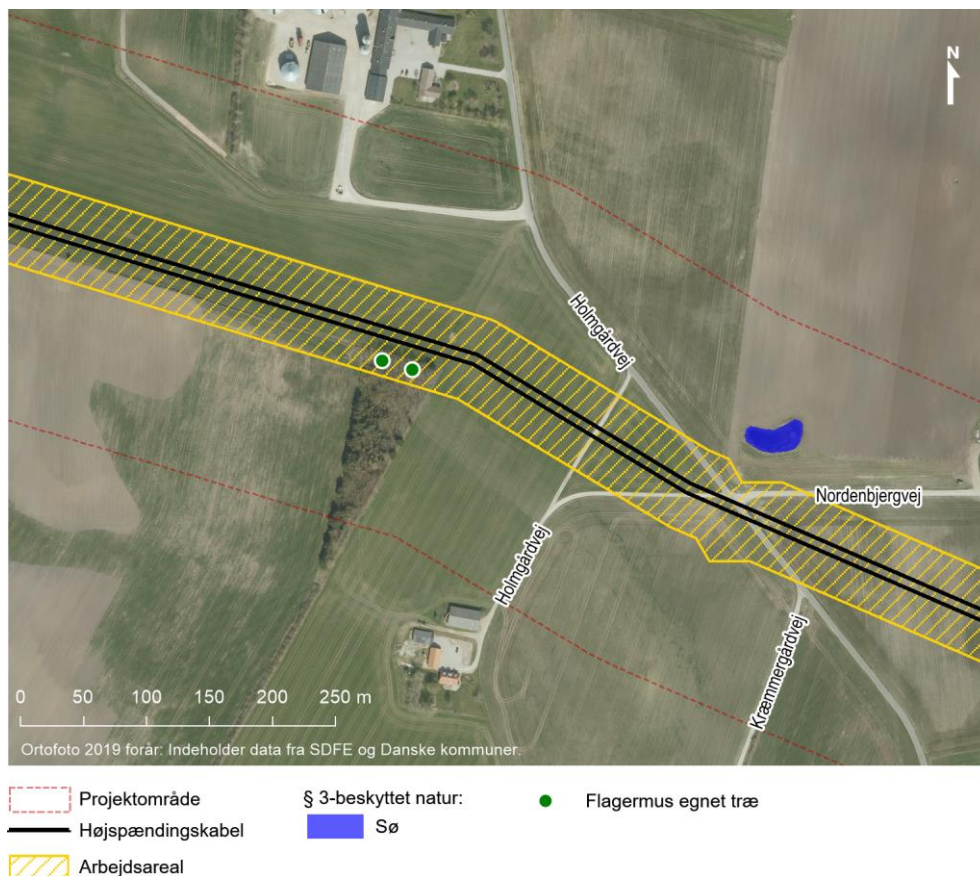 N
Holmgårdvej
Nordenbjergvej
Holmgårdvej
Kræmmergårdvej
0 50 100 150 200 250 m
Ortofoto 2019 forår: Indeholder data fra SDFE og Danske kommuner.
Projektområde
§ 3-beskyttet natur:
Flagermus egnet træ
Højspændingskabel
Sø
Arbejdsareal